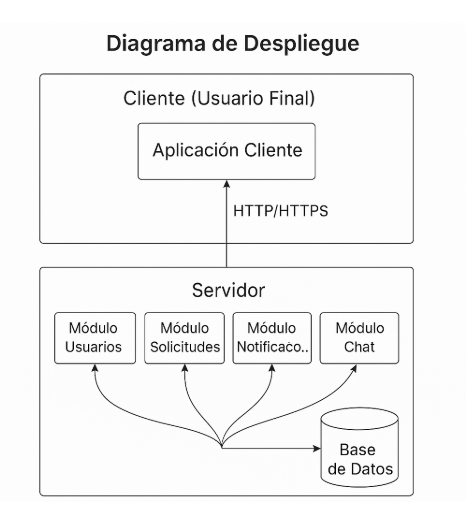 Diagrama de Despliegue
Cliente (Usuario Final)
Aplicación Cliente
HTTP/HTTPS
Servidor
Módulo
Usuarios
Módulo
Solicitudes
Módulo
Notificaco..
Módulo
Chat
Base
de Datos